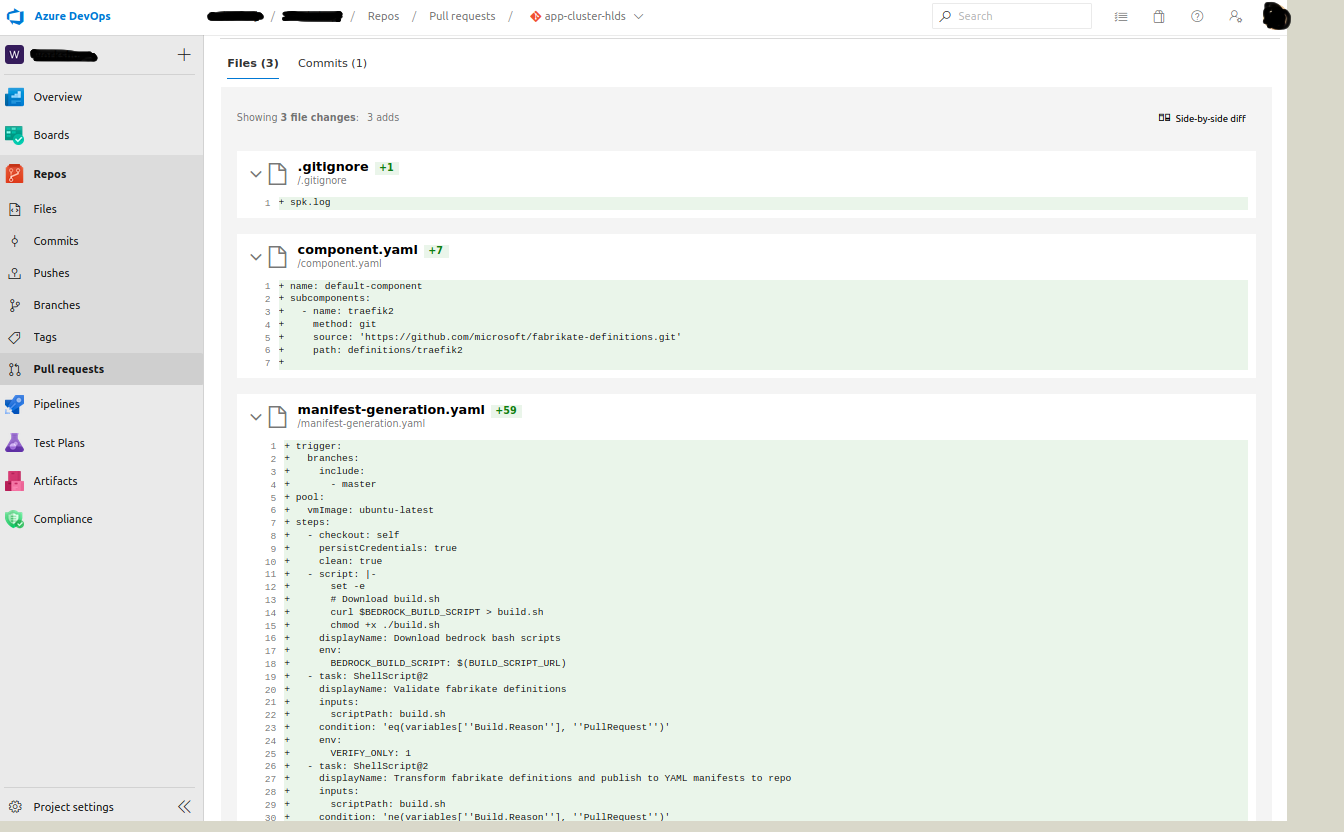 Azure DevOps
/ / Repos / Pull requests / app-cluster-hlds
Search
W
Overview
Boards
Repos
Files
Commits
Pushes
Branches
Tags
Pull requests
Pipelines
Test Plans
Artifacts
Compliance
Project settings
Files (3) Commits (1)
Showing 3 file changes: 3 adds
Side-by-side diff
.gitignore +1
/.gitignore
1 + spk.log
component.yaml +7
/component.yaml
1 + name: default-component
2 + subcomponents:
3 +   - name: traefik2
4 +     method: git
5 +     source: 'https://github.com/microsoft/fabrikate-definitions.git'
6 +     path: definitions/traefik2
7 +
manifest-generation.yaml +59
/manifest-generation.yaml
1 + trigger:
2 +   branches:
3 +     include:
4 +       - master
5 + pool:
6 +   vmImage: ubuntu-latest
7 + steps:
8 +   - checkout: self
9 +     persistCredentials: true
10 +     clean: true
11 +   - script: |-
12 +       set -e
13 +       # Download build.sh
14 +       curl $BEDROCK_BUILD_SCRIPT > build.sh
15 +       chmod +x ./build.sh
16 +     displayName: Download bedrock bash scripts
17 +     env:
18 +       BEDROCK_BUILD_SCRIPT: $(BUILD_SCRIPT_URL)
19 +   - task: ShellScript@2
20 +     displayName: Validate fabrikate definitions
21 +     inputs:
22 +       scriptPath: build.sh
23 +     condition: 'eq(variables[''Build.Reason''], ''PullRequest'')'
24 +     env:
25 +       VERIFY_ONLY: 1
26 +   - task: ShellScript@2
27 +     displayName: Transform fabrikate definitions and publish to YAML manifests to repo
28 +     inputs:
29 +       scriptPath: build.sh
30 +     condition: 'ne(variables[''Build.Reason''], ''PullRequest'')'